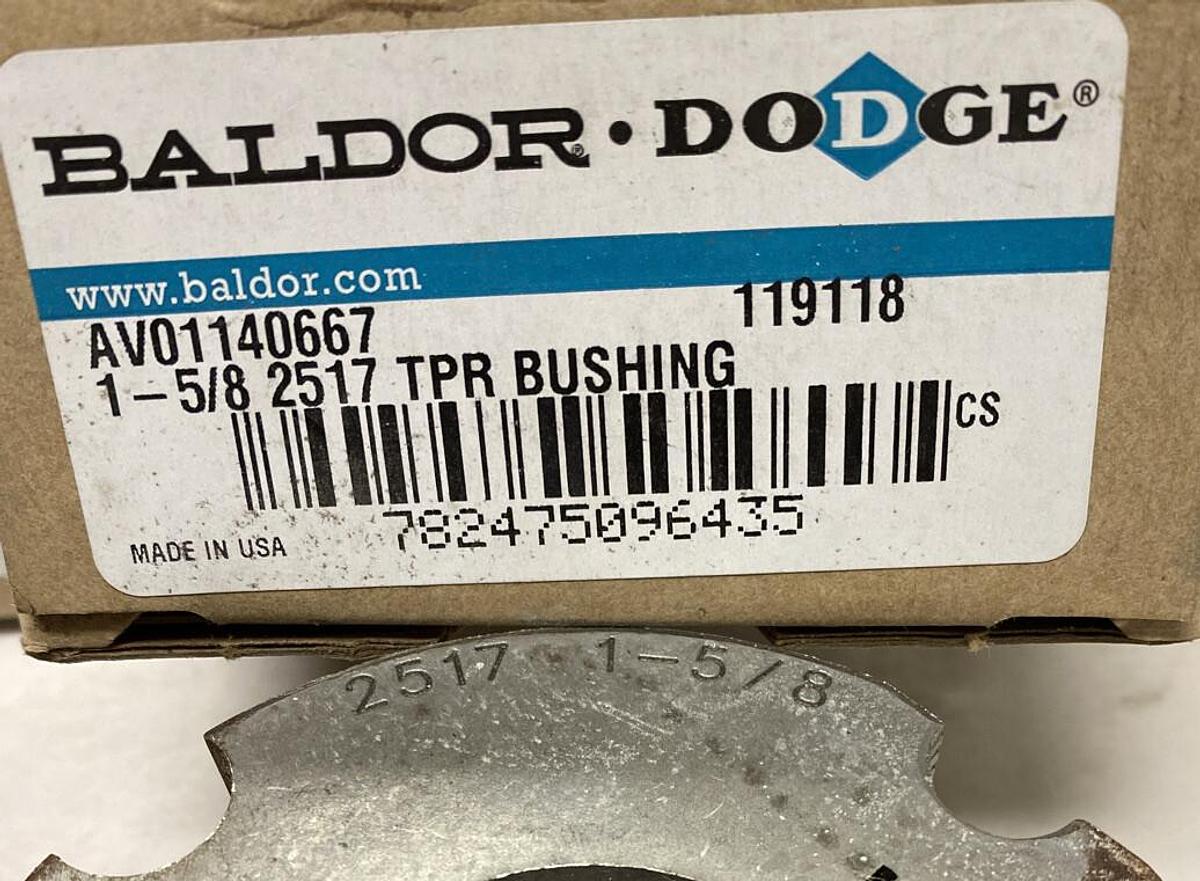 BALDOR® • DODGE®
www.baldor.com
AV01140667 119118
1-5/8 2517 TPR BUSHING
CS
782475096435
MADE IN USA
2517 1-5/8